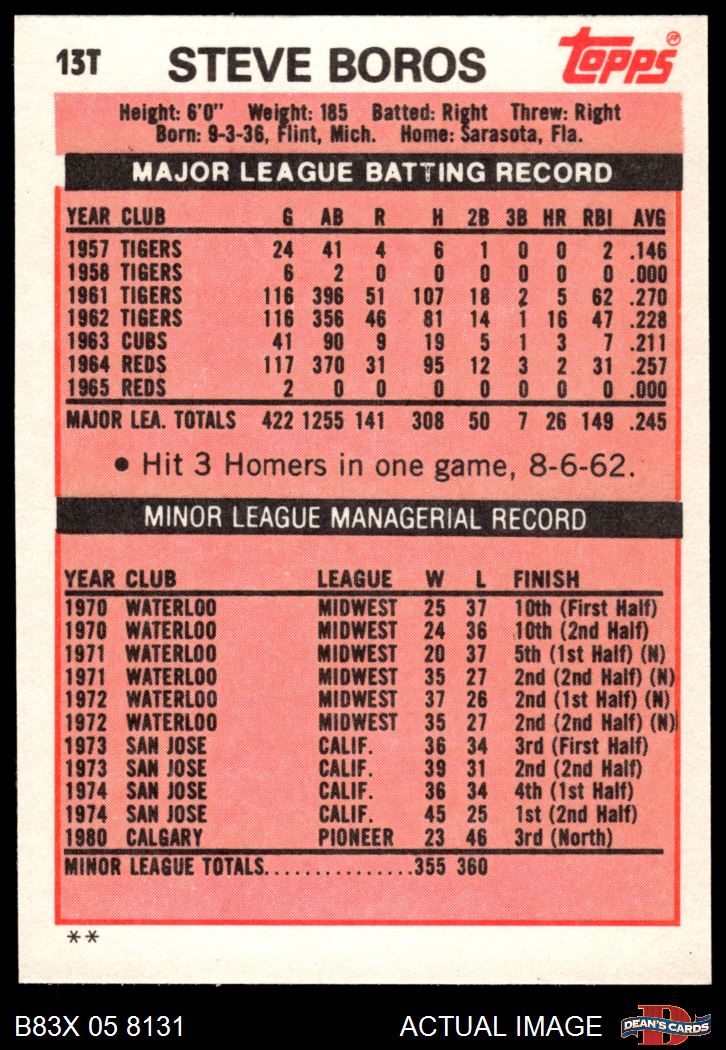 13T STEVE BOROS TOPPS®
Height: 6'0" Weight: 185 Batted: Right Threw: Right
Born: 9-3-36, Flint, Mich. Home: Sarasota, Fla.
MAJOR LEAGUE BATTING RECORD
YEAR CLUB G AB R H 2B 3B HR RBI AVG
1957 TIGERS 24 41 4 6 1 0 0 2 .146
1958 TIGERS 6 2 0 0 0 0 0 0 .000
1961 TIGERS 116 396 51 107 18 2 5 62 .270
1962 TIGERS 116 356 46 81 14 1 16 47 .228
1963 CUBS 41 90 9 19 5 1 3 7 .211
1964 REDS 117 370 31 95 12 3 2 31 .257
1965 REDS 2 0 0 0 0 0 0 0 .000
MAJOR LEA. TOTALS 422 1255 141 308 50 7 26 149 .245
• Hit 3 Homers in one game, 8-6-62.
MINOR LEAGUE MANAGERIAL RECORD
YEAR CLUB LEAGUE W L FINISH
1970 WATERLOO MIDWEST 25 37 10th (First Half)
1970 WATERLOO MIDWEST 24 36 10th (2nd Half)
1971 WATERLOO MIDWEST 20 37 5th (1st Half) (N)
1971 WATERLOO MIDWEST 35 27 2nd (2nd Half) (N)
1972 WATERLOO MIDWEST 37 26 2nd (1st Half) (N)
1972 WATERLOO MIDWEST 35 27 2nd (2nd Half) (N)
1973 SAN JOSE CALIF. 36 34 3rd (First Half)
1973 SAN JOSE CALIF. 39 31 2nd (2nd Half)
1974 SAN JOSE CALIF. 36 34 4th (1st Half)
1974 SAN JOSE CALIF. 45 25 1st (2nd Half)
1980 CALGARY PIONEER 23 46 3rd (North)
MINOR LEAGUE TOTALS...............355 360
**
B83X 05 8131 ACTUAL IMAGE D DEAN'S CARDS